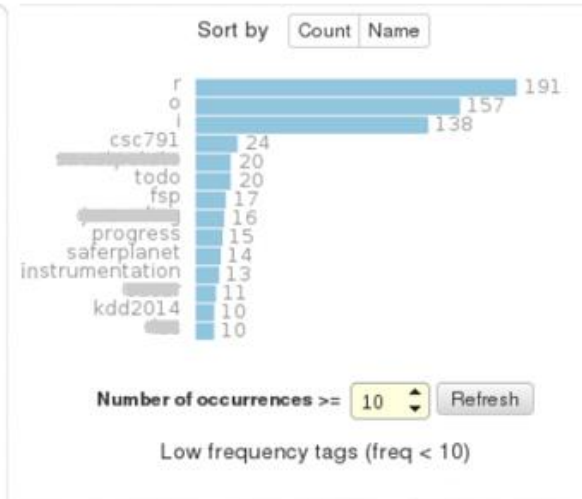 Sort by Count Name
r 191
o 157
i 138
csc791 24
20
todo 20
fsp 17
16
progress 15
saferplanet 14
instrumentation 13
11
kdd2014 10
10
Number of occurrences >= 10 Refresh
Low frequency tags (freq < 10)